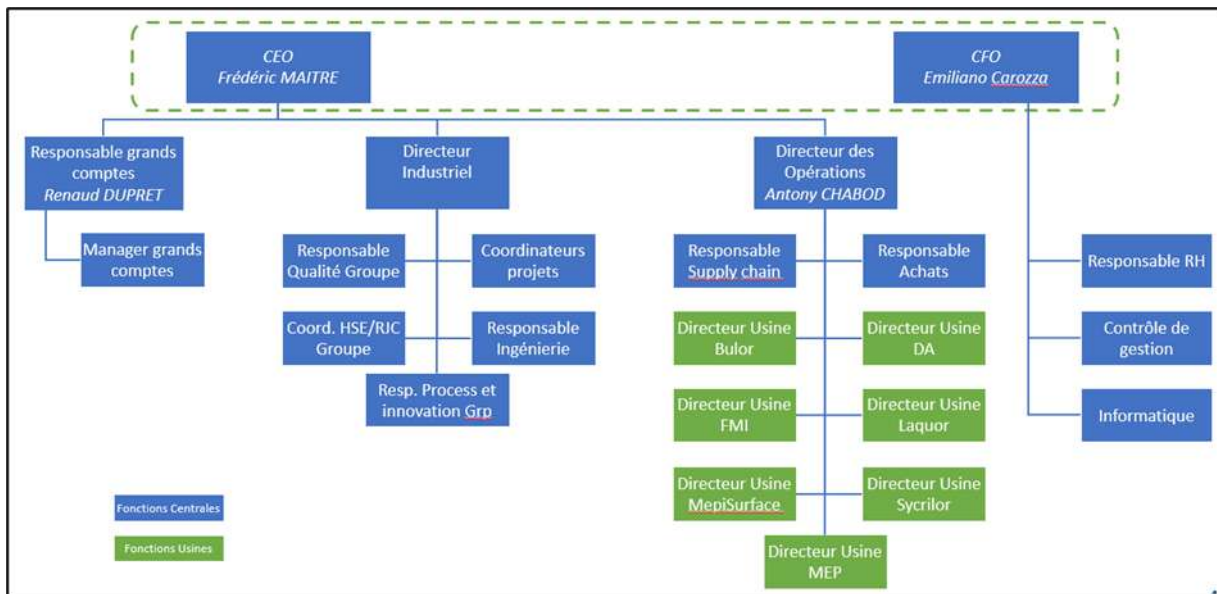 CEO
Frédéric MAITRE
CFO
Emiliano Carozza
Responsable grands
comptes
Renaud DUPRET
Directeur
Industriel
Directeur des
Opérations
Antony CHABOD
Manager grands
comptes
Responsable
Qualité Groupe
Coordinateurs
projets
Responsable
Supply chain
Responsable
Achats
Responsable RH
Coord. HSE/RJC
Groupe
Responsable
Ingénierie
Directeur Usine
Bulor
Directeur Usine
DA
Contrôle de
gestion
Resp. Process et
innovation Grp
Directeur Usine
FMI
Directeur Usine
Laquor
Informatique
Directeur Usine
MepiSurface
Directeur Usine
Sycrilor
Fonctions Centrales
Fonctions Usines
Directeur Usine
MEP